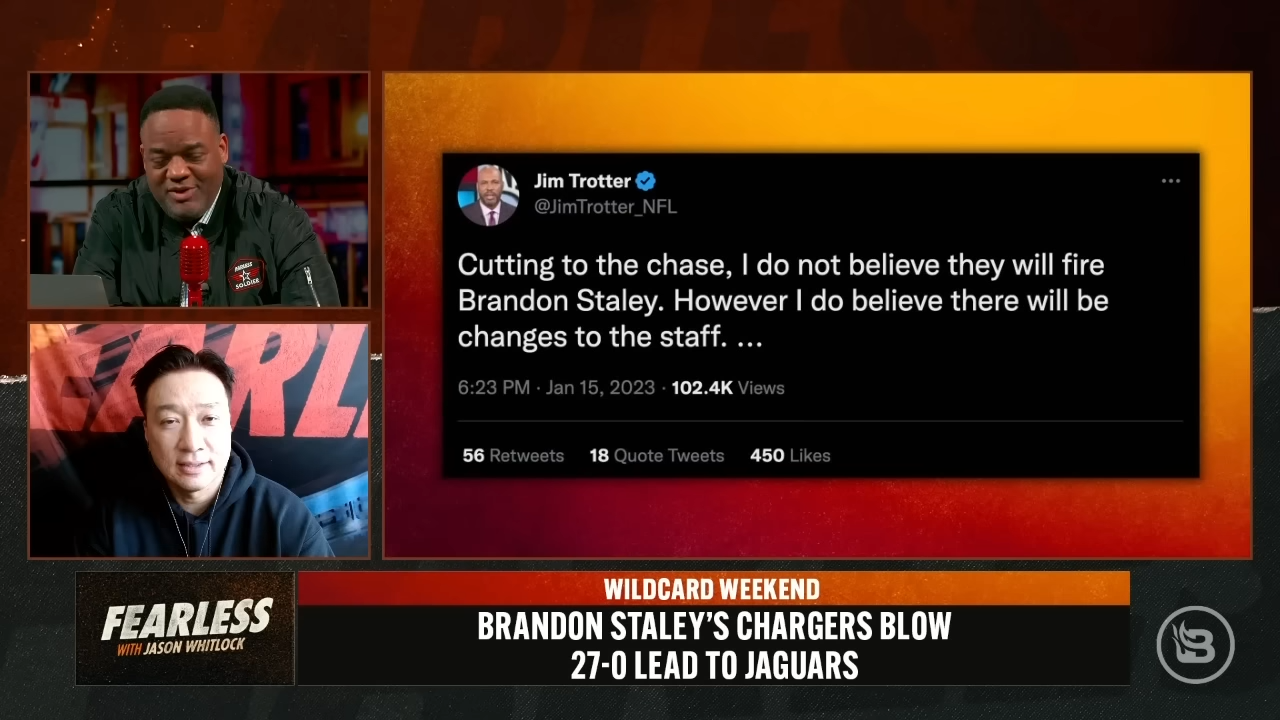 FEARLESS
SOLDIER
Jim Trotter
@JimTrotter_NFL
Cutting to the chase, I do not believe they will fire
Brandon Staley. However I do believe there will be
changes to the staff. ...
6:23 PM · Jan 15, 2023 · 102.4K Views
56 Retweets 18 Quote Tweets 450 Likes
FEARLESS
WITH JASON WHITLOCK
WILDCARD WEEKEND
BRANDON STALEY'S CHARGERS BLOW
27-0 LEAD TO JAGUARS
B